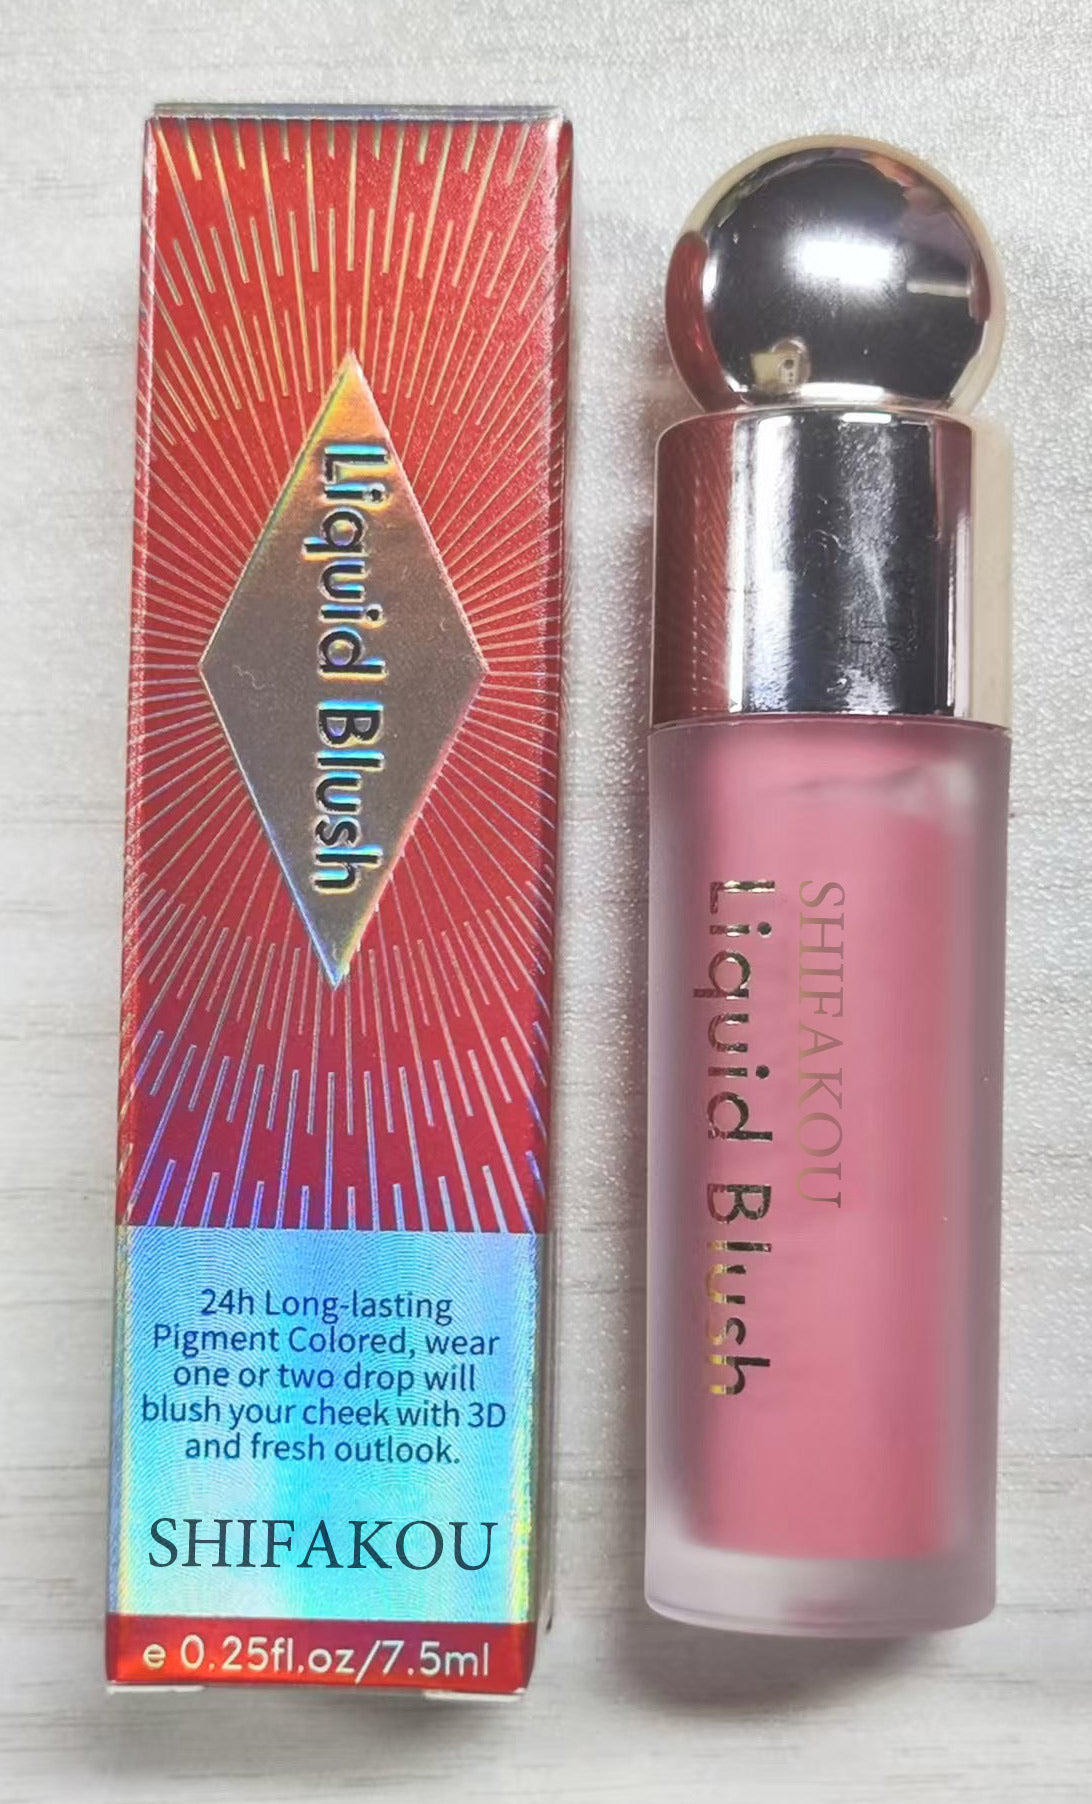 Liquid Blush
24h Long-lasting
Pigment Colored, wear
one or two drop will
blush your cheek with 3D
and fresh outlook.
SHIFAKOU
e 0.25fl.oz/7.5ml
SHIFAKOU
Liquid Blush